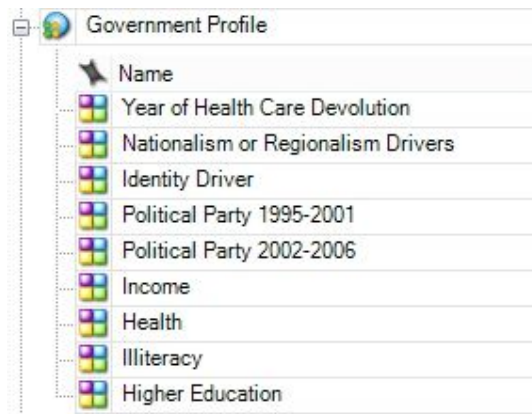 Government Profile
Name
Year of Health Care Devolution
Nationalism or Regionalism Drivers
Identity Driver
Political Party 1995-2001
Political Party 2002-2006
Income
Health
Illiteracy
Higher Education